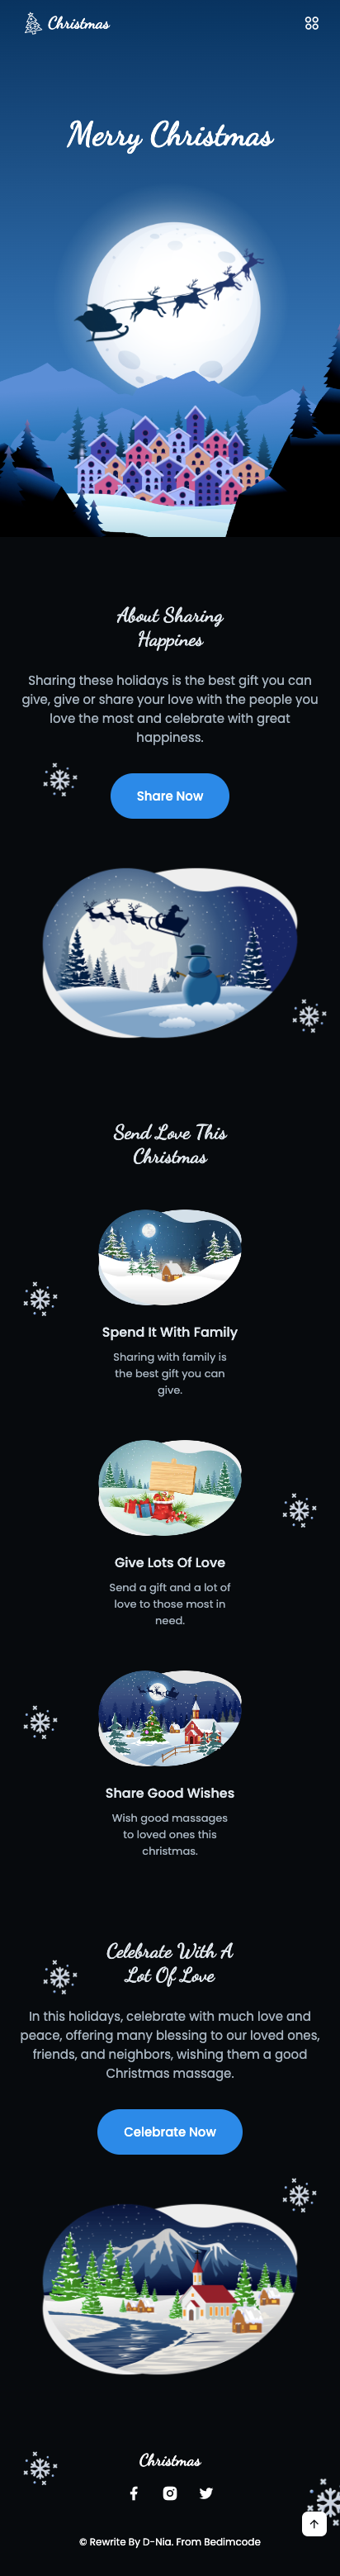 Christmas
Merry Christmas
About Sharing
Happines
Sharing these holidays is the best gift you can
give, give or share your love with the people you
love the most and celebrate with great
happiness.
Share Now
Send Love This
Christmas
Spend It With Family
Sharing with family is
the best gift you can
give.
Give Lots Of Love
Send a gift and a lot of
love to those most in
need.
Share Good Wishes
Wish good massages
to loved ones this
christmas.
Celebrate With A
Lot Of Love
In this holidays, celebrate with much love and
peace, offering many blessing to our loved ones,
friends, and neighbors, wishing them a good
Christmas massage.
Celebrate Now
Christmas
© Rewrite By D-Nia. From Bedimcode